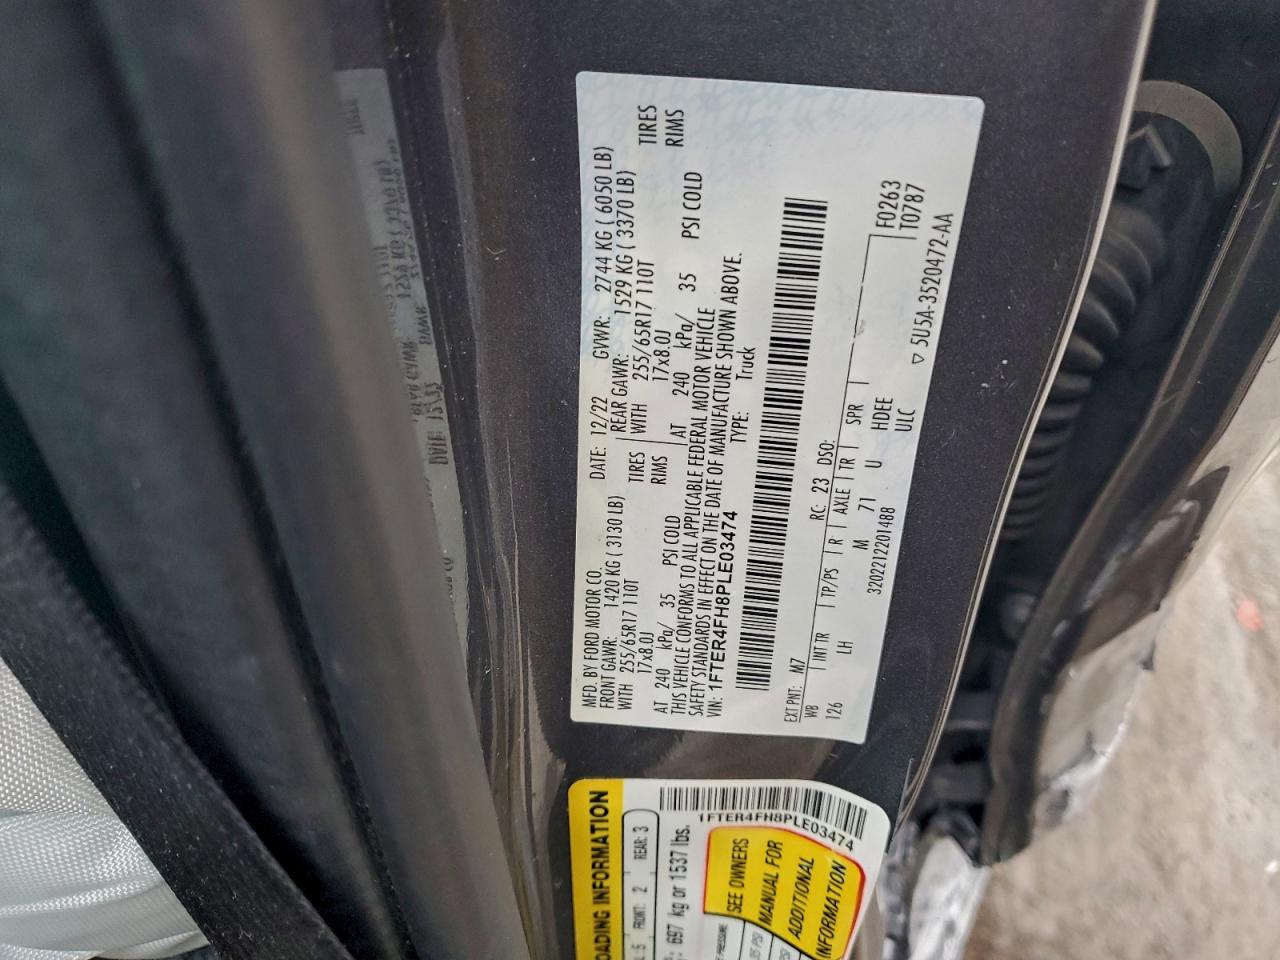 MFD. BY FORD MOTOR CO.
DATE: 12/22 GVWR: 2744 KG ( 6050 LB)
FRONT GAWR: 1420 KG ( 3130 LB)
REAR GAWR: 1529 KG ( 3370 LB)
WITH 255/65R17 110T TIRES
WITH 255/65R17 110T TIRES
17x8.0J RIMS
17x8.0J RIMS
AT 240 kPa/ 35 PSI COLD
AT 240 kPa/ 35 PSI COLD
THIS VEHICLE CONFORMS TO ALL APPLICABLE FEDERAL MOTOR VEHICLE
SAFETY STANDARDS IN EFFECT ON THE DATE OF MANUFACTURE SHOWN ABOVE.
VIN: 1FTER4FH8PLE03474
TYPE: Truck
EXT PNT: M7 RC: 23 DSO:
F0263
WB INT TR TP/PS R AXLE TR SPR
T0787
126 LH M 71 U HDEE
3202212201488 ULC
▽ 5U5A-3520472-AA
LOADING INFORMATION
5 FRONT: 2 REAR: 3
697 kg or 1537 lbs.
1FTER4FH8PLE03474
SEE OWNERS
MANUAL FOR
ADDITIONAL
INFORMATION